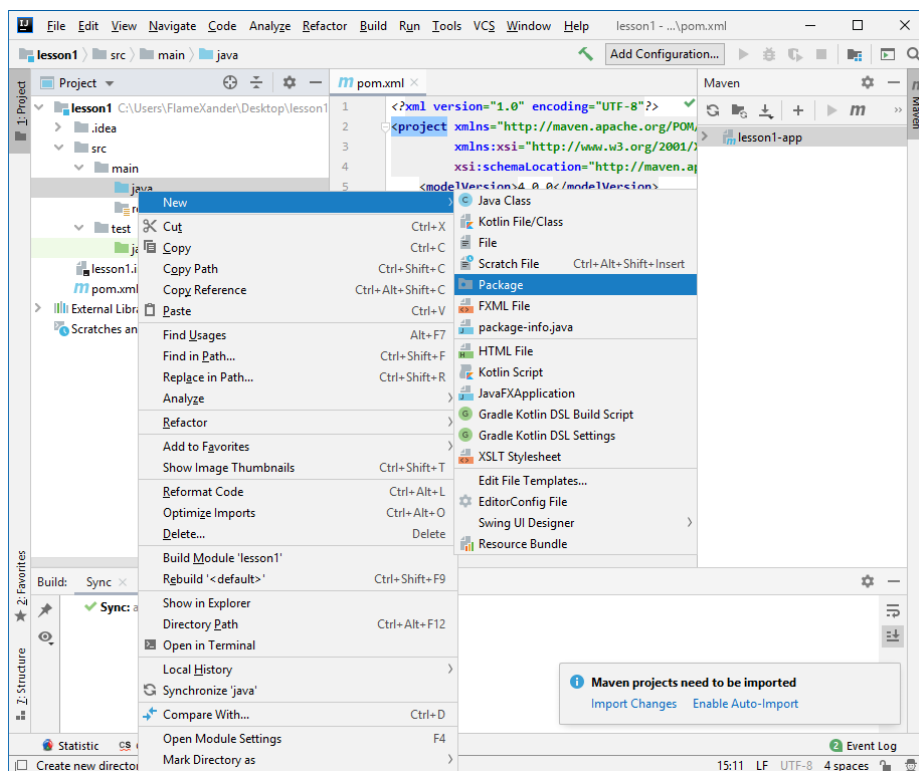 File Edit View Navigate Code Analyze Refactor Build Run Tools VCS Window Help lesson1 - ...\pom.xml
lesson1 src main java Add Configuration...
1: Project
Project
lesson1 C:\Users\FlameXander\Desktop\lesson1
.idea
src
main
java
test
lesson1.i
pom.xml
External Libra
Scratches an
pom.xml
1 <?xml version="1.0" encoding="UTF-8"?>
2 <project xmlns="http://maven.apache.org/POM/
3 xmlns:xsi="http://www.w3.org/2001/
4 xsi:schemaLocation="http://maven.ap
5 <modelVersion>4.0.0</modelVersion>
Maven
lesson1-app
Maven
New
Cut Ctrl+X
Copy Ctrl+C
Copy Path Ctrl+Shift+C
Copy Reference Ctrl+Alt+Shift+C
Paste Ctrl+V
Find Usages Alt+F7
Find in Path... Ctrl+Shift+F
Replace in Path... Ctrl+Shift+R
Analyze
Refactor
Add to Favorites
Show Image Thumbnails Ctrl+Shift+T
Reformat Code Ctrl+Alt+L
Optimize Imports Ctrl+Alt+O
Delete... Delete
Build Module 'lesson1'
Rebuild '<default>' Ctrl+Shift+F9
Show in Explorer
Directory Path Ctrl+Alt+F12
Open in Terminal
Local History
Synchronize 'java'
Compare With... Ctrl+D
Open Module Settings F4
Mark Directory as
Java Class
Kotlin File/Class
File
Scratch File Ctrl+Alt+Shift+Insert
Package
FXML File
package-info.java
HTML File
Kotlin Script
JavaFXApplication
Gradle Kotlin DSL Build Script
Gradle Kotlin DSL Settings
XSLT Stylesheet
Edit File Templates...
EditorConfig File
Swing UI Designer
Resource Bundle
2: Favorites
7: Structure
Build: Sync
Sync: a
Maven projects need to be imported
Import Changes Enable Auto-Import
Statistic
2 Event Log
Create new director 15:11 LF UTF-8 4 spaces